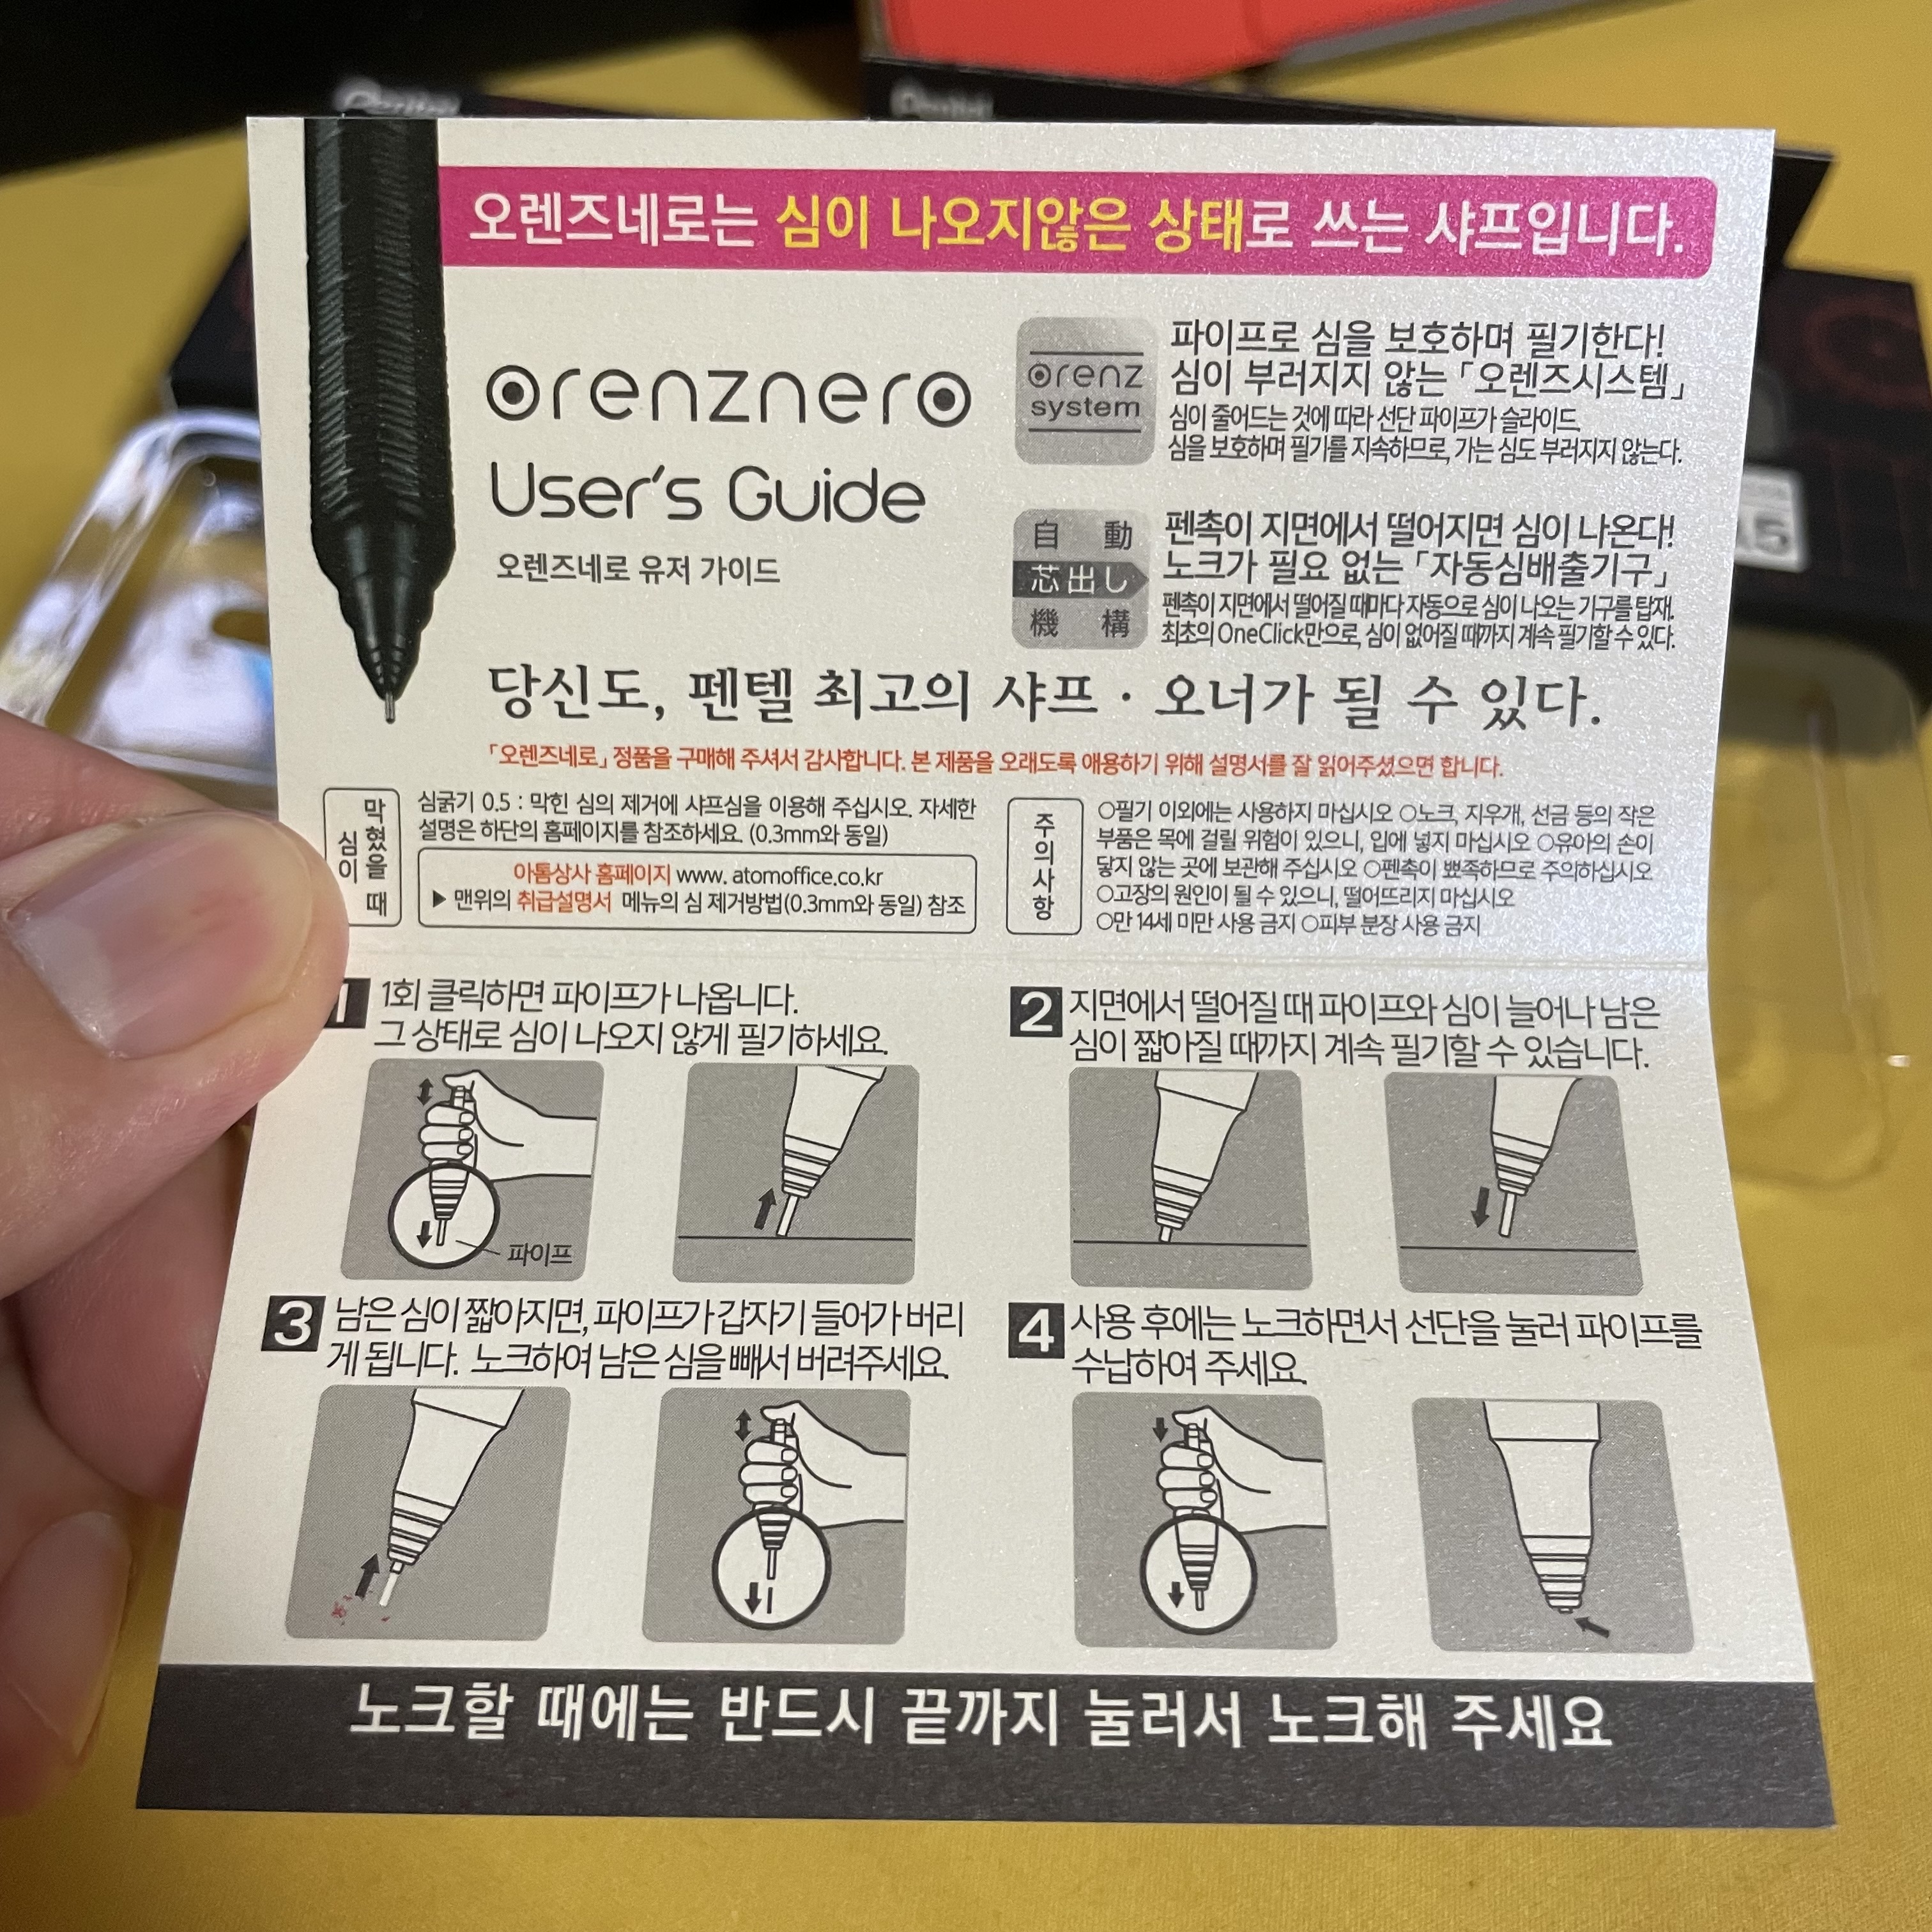 Pentel
Pentel
오렌즈네로는 심이 나오지않은 상태로 쓰는 샤프입니다.
orenznero
User's Guide
오렌즈네로 유저 가이드
orenz
system
파이프로 심을 보호하며 필기한다!
심이 부러지지 않는 「오렌즈시스템」
심이 줄어드는 것에 따라 선단 파이프가 슬라이드.
심을 보호하며 필기를 지속하므로, 가는 심도 부러지지 않는다.
自動
芯出し
機構
펜촉이 지면에서 떨어지면 심이 나온다!
노크가 필요 없는 「자동심배출기구」
펜촉이 지면에서 떨어질 때마다 자동으로 심이 나오는 기구를 탑재.
최초의 OneClick만으로, 심이 없어질 때까지 계속 필기할 수 있다.
당신도, 펜텔 최고의 샤프 · 오너가 될 수 있다.
「오렌즈네로」 정품을 구매해 주셔서 감사합니다. 본 제품을 오래도록 애용하기 위해 설명서를 잘 읽어주셨으면 합니다.
심이 막혔을 때
심굵기 0.5 : 막힌 심의 제거에 샤프심을 이용해 주십시오. 자세한
설명은 하단의 홈페이지를 참조하세요. (0.3mm와 동일)
아톰상사 홈페이지 www. atomoffice.co.kr
▶ 맨위의 취급설명서 메뉴의 심 제거방법(0.3mm와 동일) 참조
주의사항
○필기 이외에는 사용하지 마십시오 ○노크, 지우개, 선금 등의 작은
부품은 목에 걸릴 위험이 있으니, 입에 넣지 마십시오 ○유아의 손이
닿지 않는 곳에 보관해 주십시오 ○펜촉이 뾰족하므로 주의하십시오
○고장의 원인이 될 수 있으니, 떨어뜨리지 마십시오
○만 14세 미만 사용 금지 ○피부 분장 사용 금지
1 1회 클릭하면 파이프가 나옵니다.
그 상태로 심이 나오지 않게 필기하세요.
파이프
2 지면에서 떨어질 때 파이프와 심이 늘어나 남은
심이 짧아질 때까지 계속 필기할 수 있습니다.
3 남은 심이 짧아지면, 파이프가 갑자기 들어가 버리
게 됩니다. 노크하여 남은 심을 빼서 버려주세요.
4 사용 후에는 노크하면서 선단을 눌러 파이프를
수납하여 주세요.
노크할 때에는 반드시 끝까지 눌러서 노크해 주세요